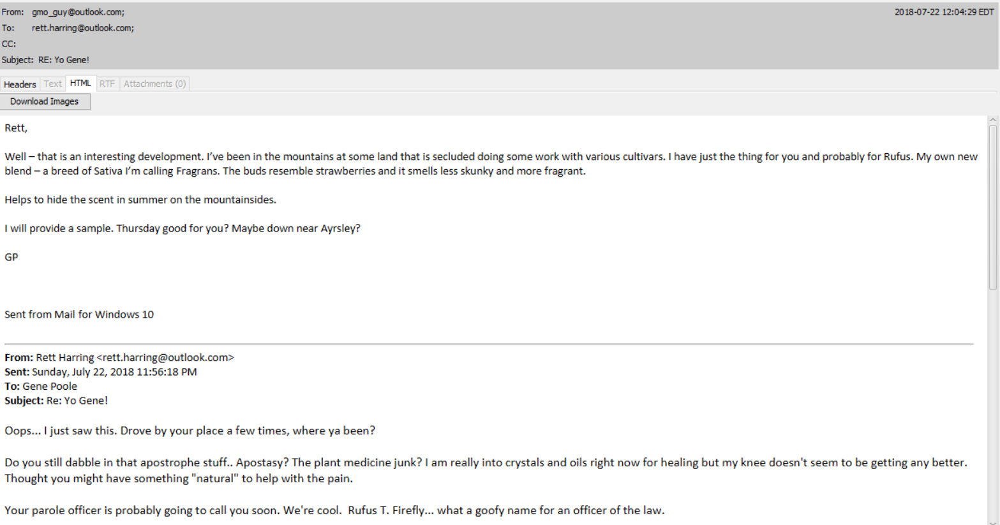 From: gmo_guy@outlook.com;
2018-07-22 12:04:29 EDT
To: rett.harring@outlook.com;
CC:
Subject: RE: Yo Gene!
Headers Text HTML RTF Attachments (0)
Download Images
Rett,
Well – that is an interesting development. I've been in the mountains at some land that is secluded doing some work with various cultivars. I have just the thing for you and probably for Rufus. My own new
blend – a breed of Sativa I'm calling Fragrans. The buds resemble strawberries and it smells less skunky and more fragrant.
Helps to hide the scent in summer on the mountainsides.
I will provide a sample. Thursday good for you? Maybe down near Ayrsley?
GP
Sent from Mail for Windows 10
From: Rett Harring <rett.harring@outlook.com>
Sent: Sunday, July 22, 2018 11:56:18 PM
To: Gene Poole
Subject: Re: Yo Gene!
Oops... I just saw this. Drove by your place a few times, where ya been?
Do you still dabble in that apostrophe stuff.. Apostasy? The plant medicine junk? I am really into crystals and oils right now for healing but my knee doesn't seem to be getting any better.
Thought you might have something "natural" to help with the pain.
Your parole officer is probably going to call you soon. We're cool.  Rufus T. Firefly... what a goofy name for an officer of the law.